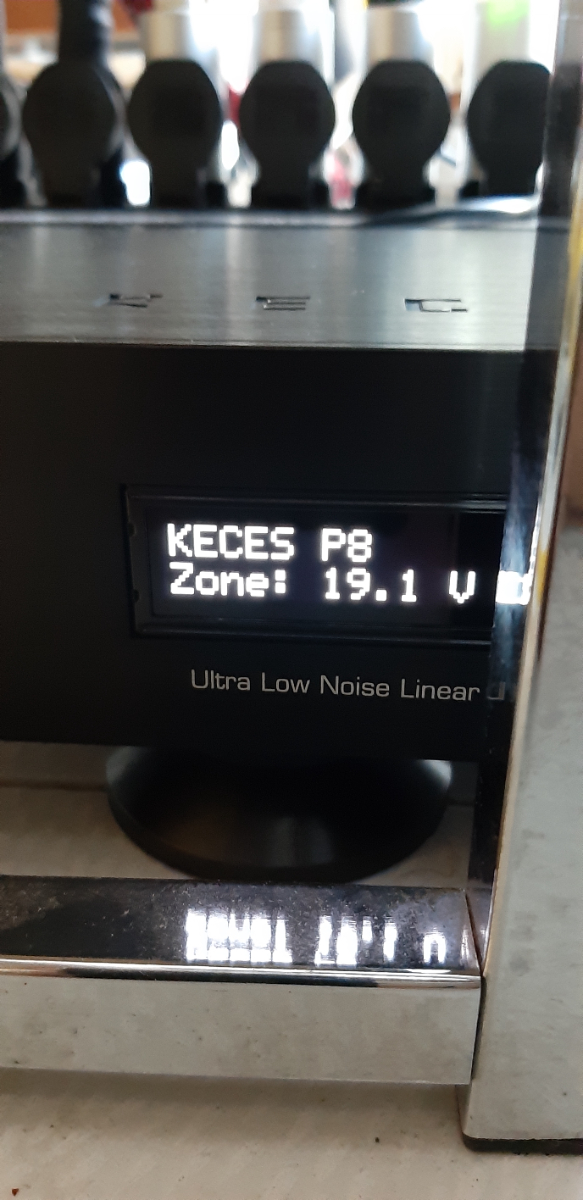 K E C
KECES P8
Zone: 19.1 V
Ultra Low Noise Linear